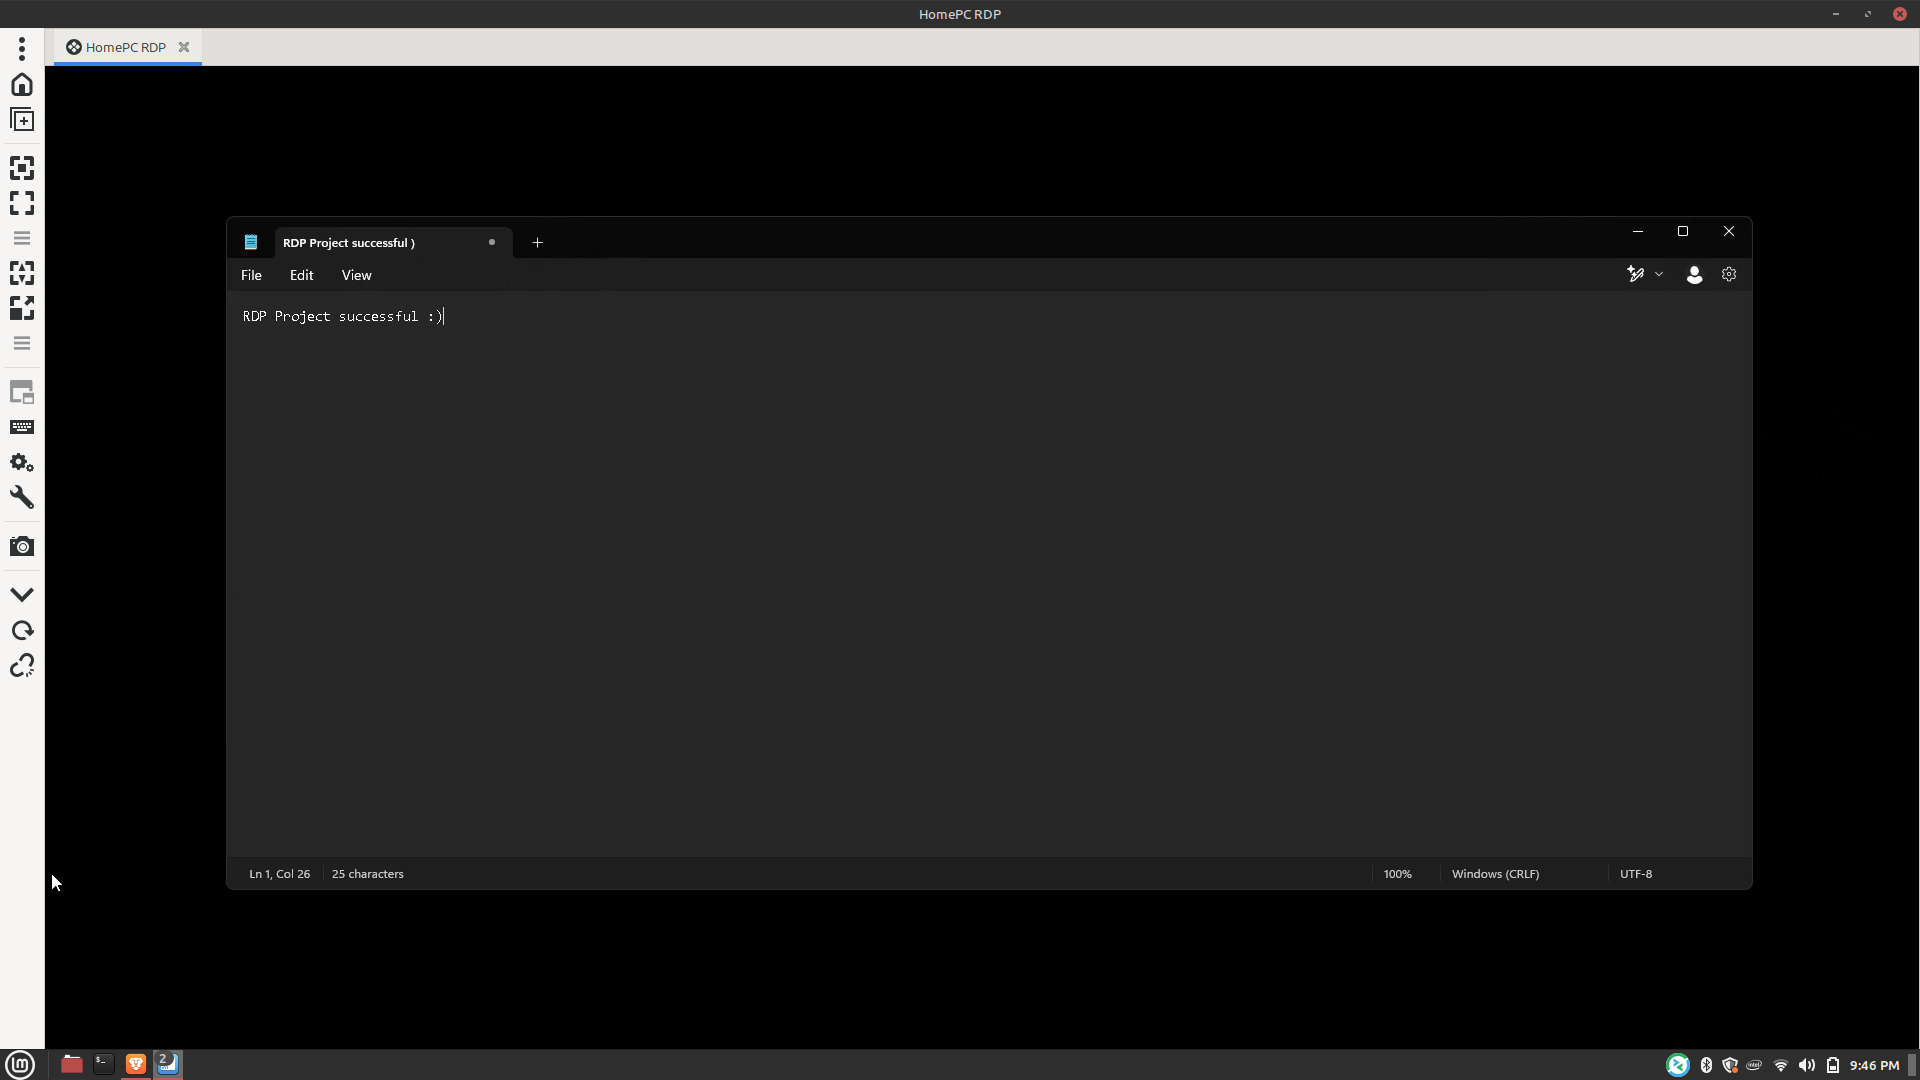 HomePC RDP
HomePC RDP
RDP Project successful )
File Edit View
RDP Project successful :)
Ln 1, Col 26 25 characters 100% Windows (CRLF) UTF-8
2 9:46 PM